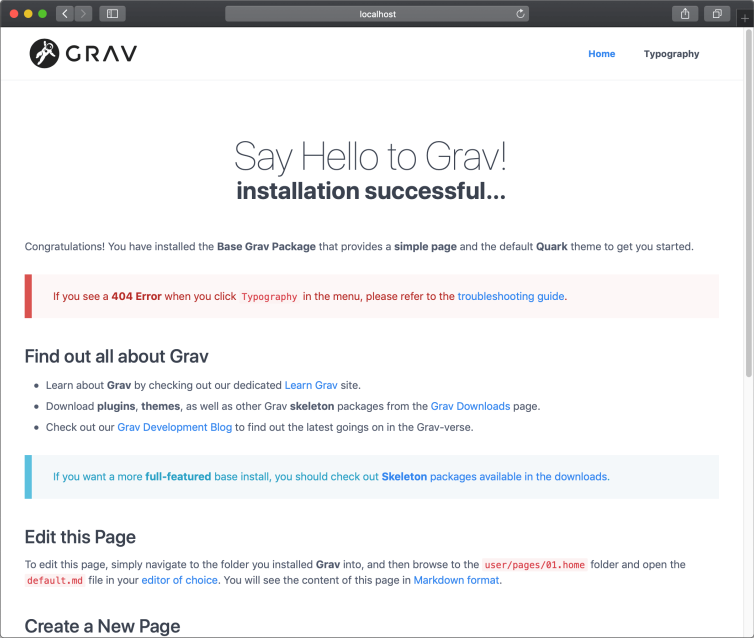 localhost
GRAV
Home
Typography
Say Hello to Grav!
installation successful...
Congratulations! You have installed the Base Grav Package that provides a simple page and the default Quark theme to get you started.
If you see a 404 Error when you click Typography in the menu, please refer to the troubleshooting guide.
Find out all about Grav
• Learn about Grav by checking out our dedicated Learn Grav site.
• Download plugins, themes, as well as other Grav skeleton packages from the Grav Downloads page.
• Check out our Grav Development Blog to find out the latest goings on in the Grav-verse.
If you want a more full-featured base install, you should check out Skeleton packages available in the downloads.
Edit this Page
To edit this page, simply navigate to the folder you installed Grav into, and then browse to the user/pages/01.home folder and open the
default.md file in your editor of choice. You will see the content of this page in Markdown format.
Create a New Page